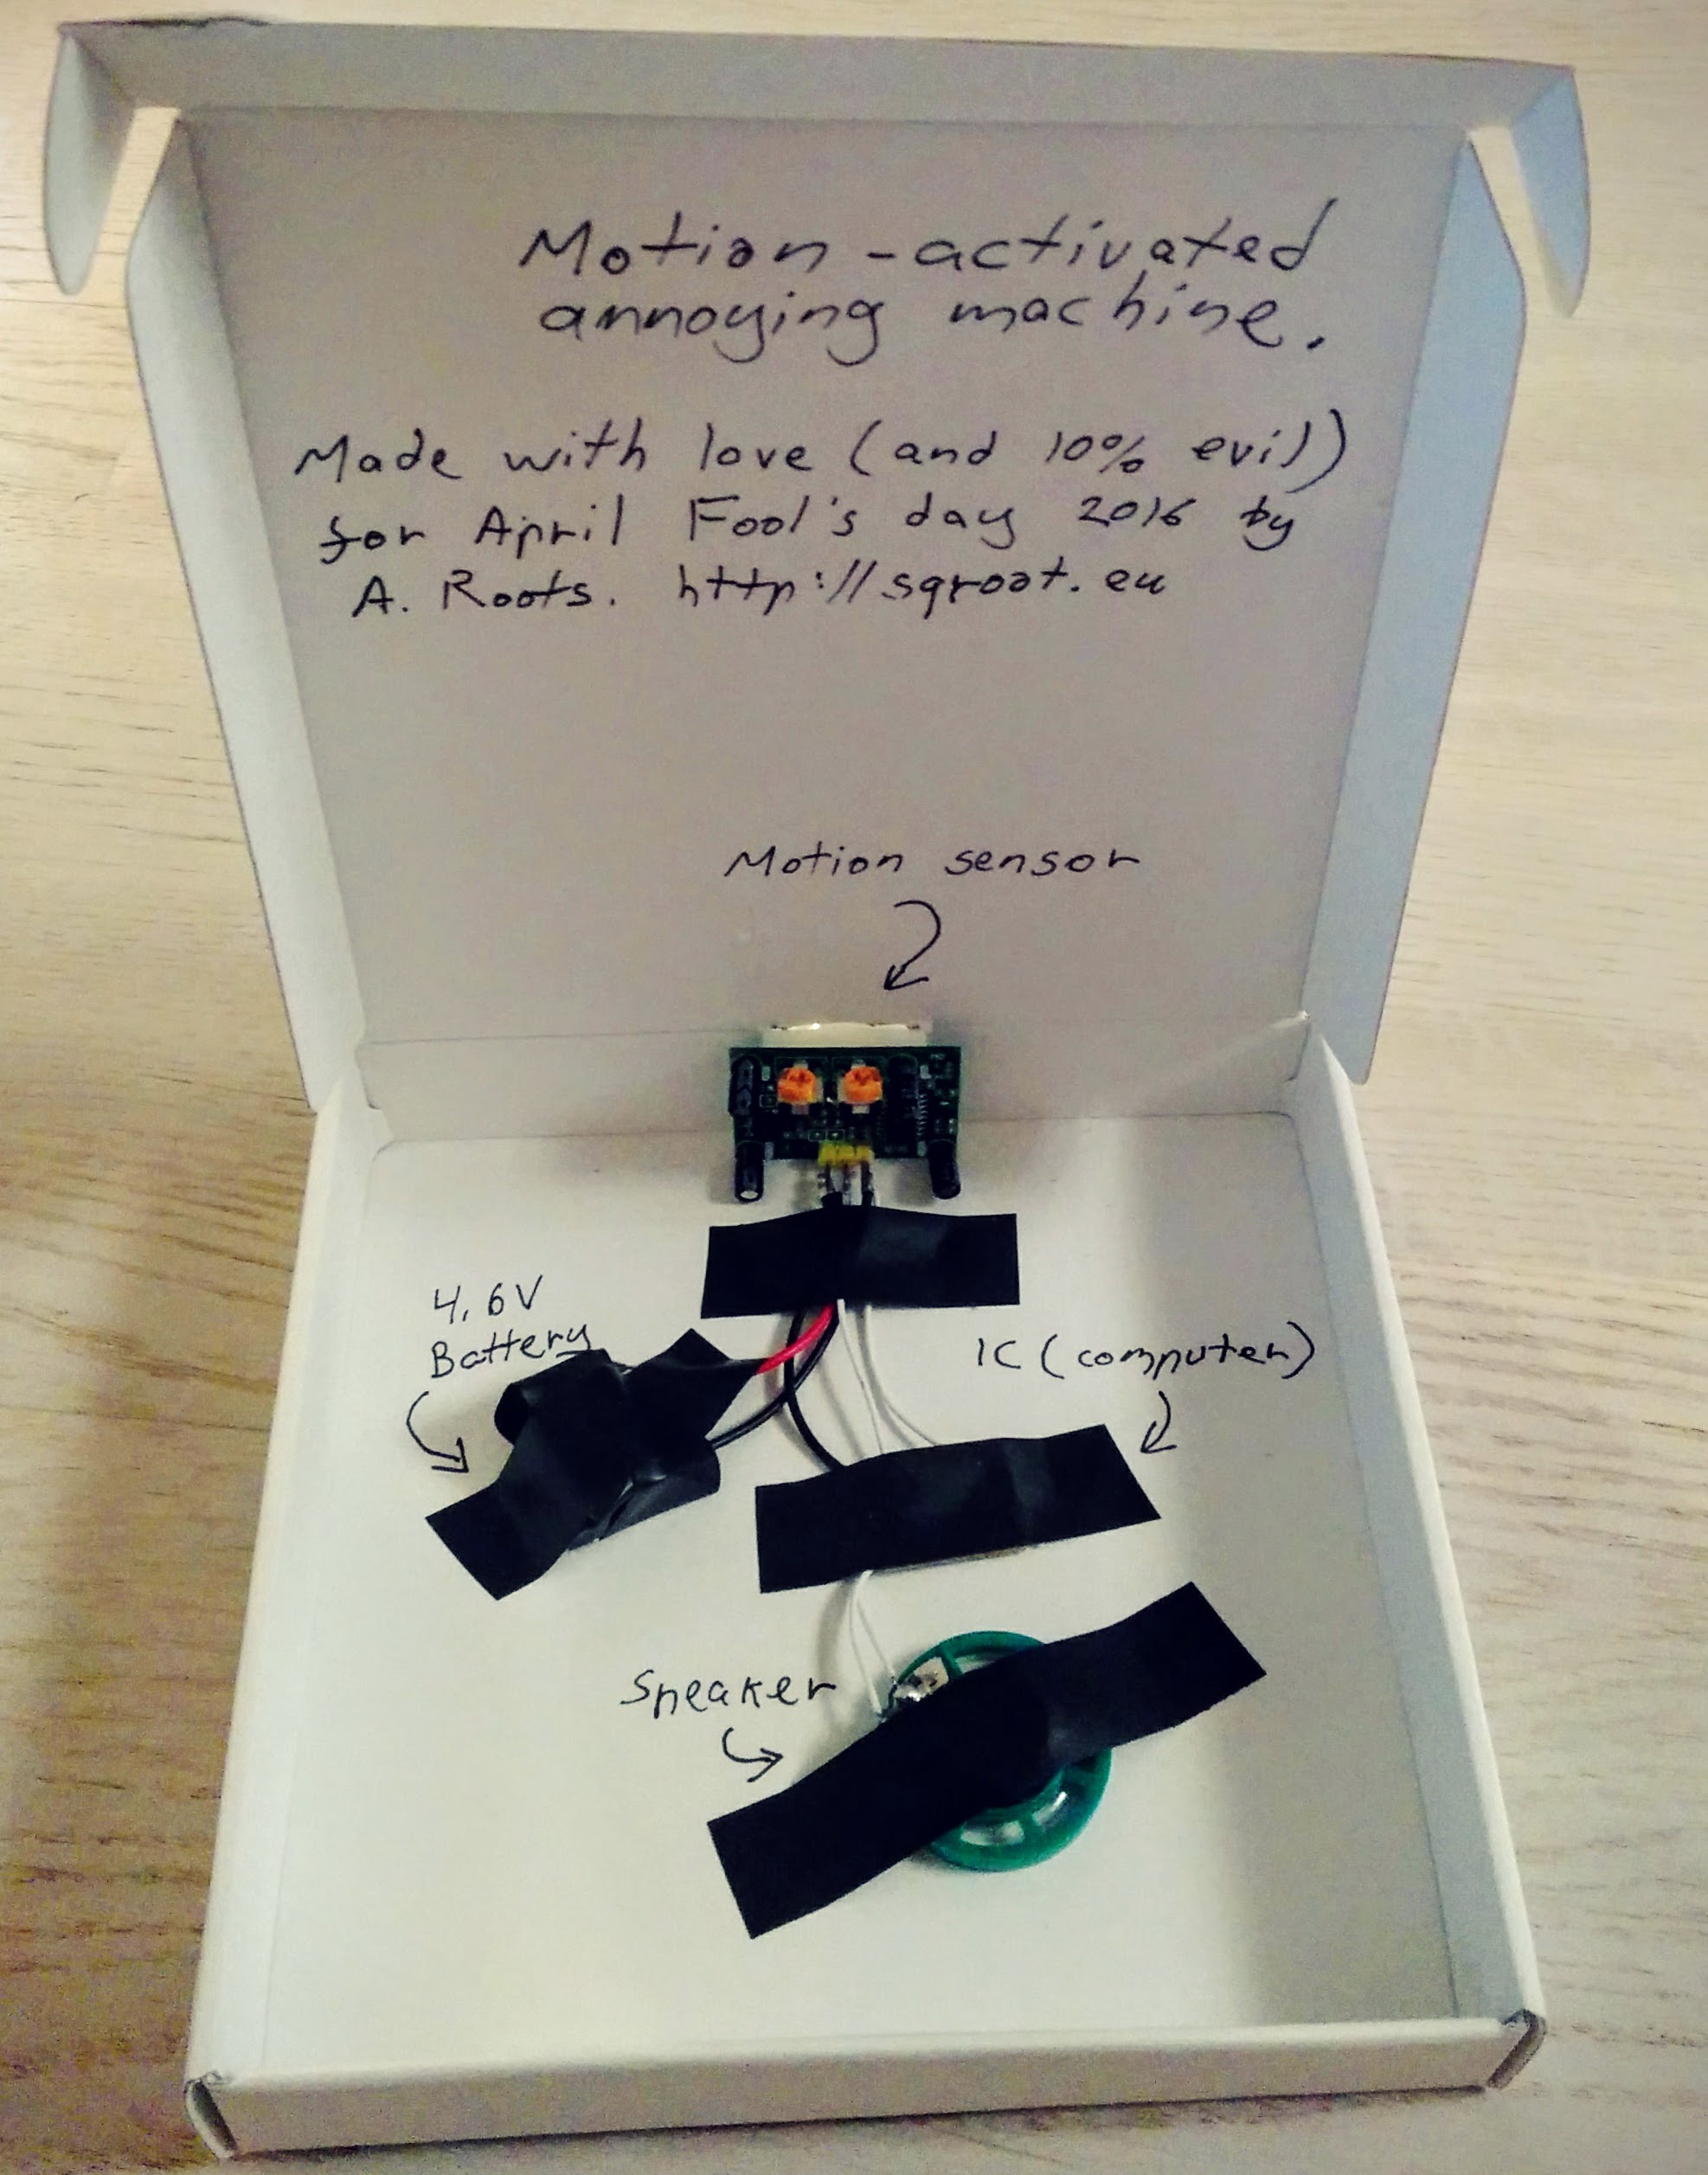 Motion-activated
annoying machine.
Made with love (and 10% evil)
for April Fool's day 2016 by
A. Roots. http://sqroot.eu
Motion sensor
4.6V
Battery
IC (computer)
Speaker